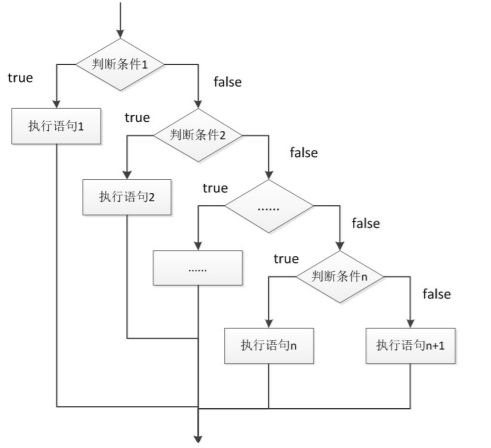 判断条件1
true
false
执行语句1
true
判断条件2
false
执行语句2
true
......
false
......
true
判断条件n
false
执行语句n
执行语句n+1